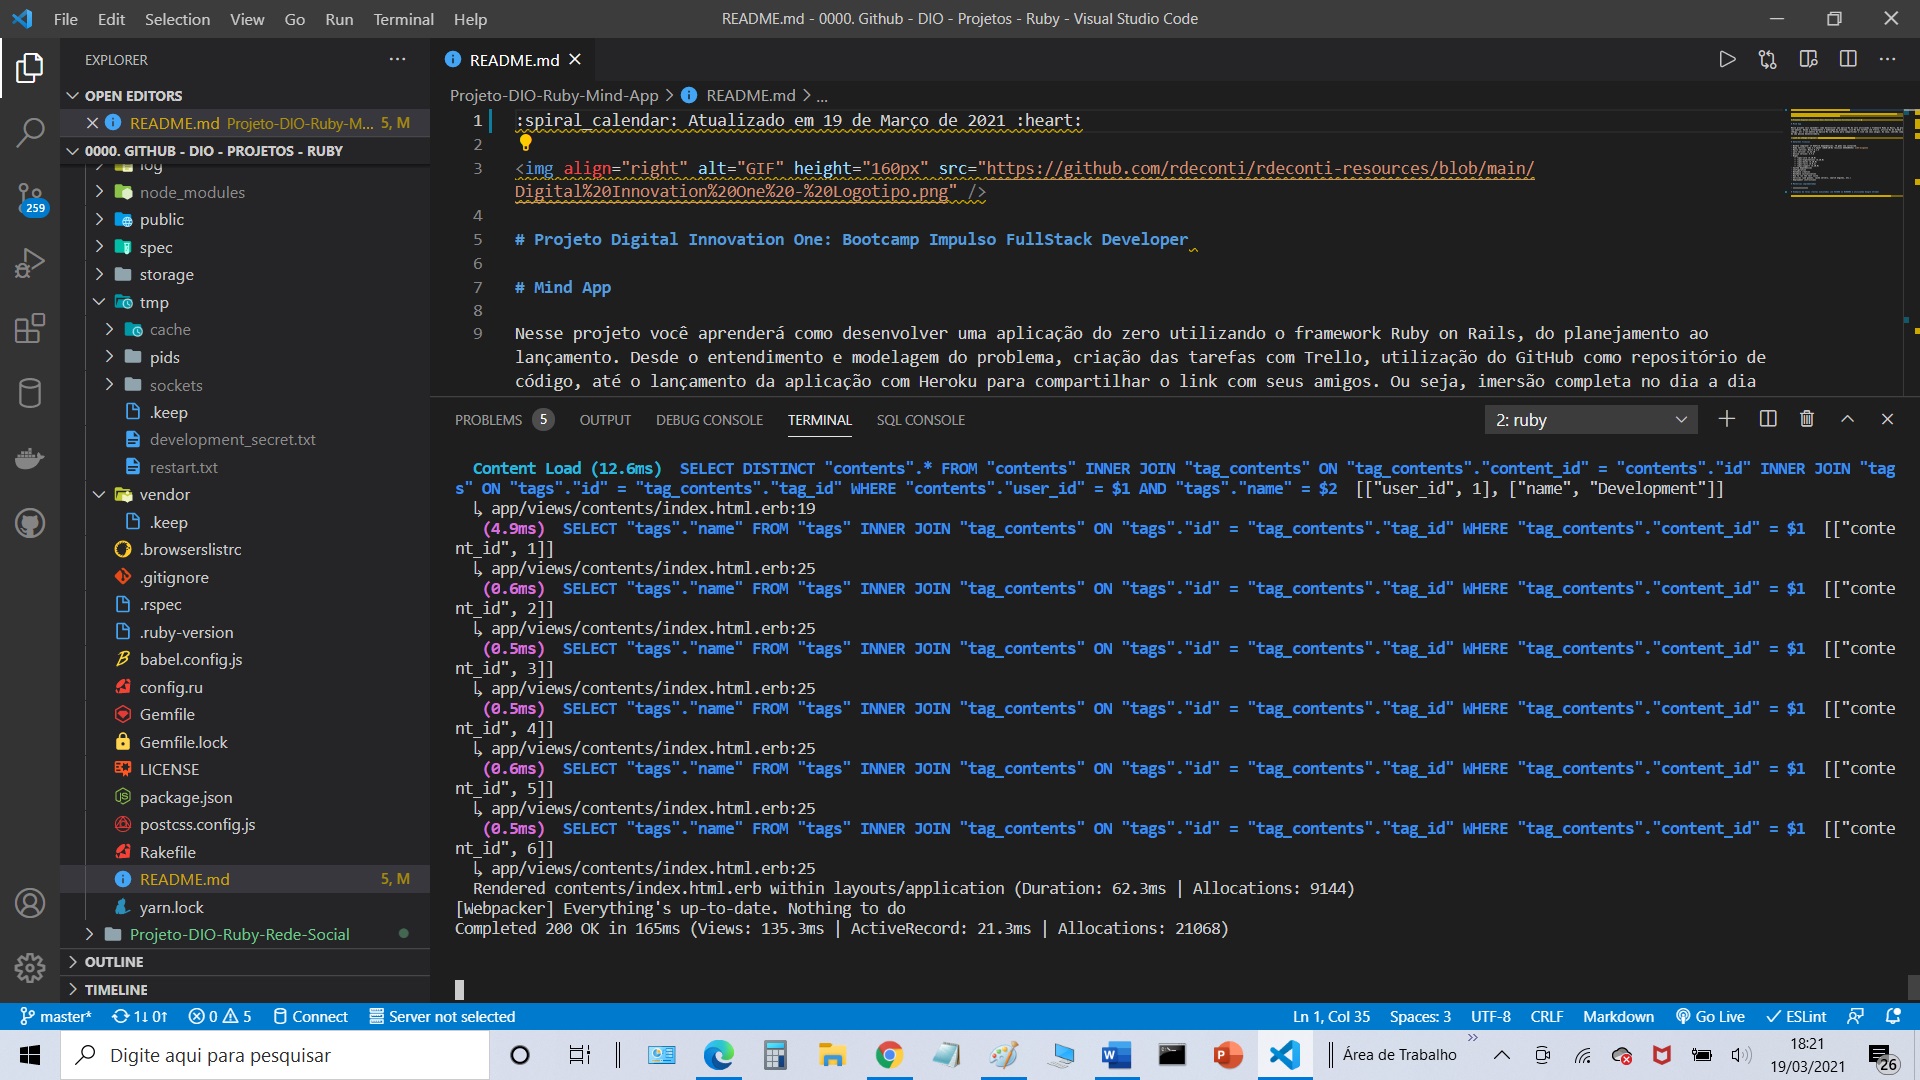 File Edit Selection View Go Run Terminal Help
README.md - 0000. Github - DIO - Projetos - Ruby - Visual Studio Code
EXPLORER
OPEN EDITORS
README.md Projeto-DIO-Ruby-M... 5, M
0000. GITHUB - DIO - PROJETOS - RUBY
log
node_modules
public
spec
storage
tmp
cache
pids
sockets
.keep
development_secret.txt
restart.txt
vendor
.keep
.browserslistrc
.gitignore
.rspec
.ruby-version
babel.config.js
config.ru
Gemfile
Gemfile.lock
LICENSE
package.json
postcss.config.js
Rakefile
README.md 5, M
yarn.lock
Projeto-DIO-Ruby-Rede-Social
OUTLINE
TIMELINE
259
README.md
Projeto-DIO-Ruby-Mind-App > README.md > ...
1 :spiral_calendar: Atualizado em 19 de Março de 2021 :heart:
2
3 <img align="right" alt="GIF" height="160px" src="https://github.com/rdeconti/rdeconti-resources/blob/main/
Digital%20Innovation%20One%20-%20Logotipo.png" />
4
5 # Projeto Digital Innovation One: Bootcamp Impulso FullStack Developer
6
7 # Mind App
8
9 Nesse projeto você aprenderá como desenvolver uma aplicação do zero utilizando o framework Ruby on Rails, do planejamento ao
lançamento. Desde o entendimento e modelagem do problema, criação das tarefas com Trello, utilização do GitHub como repositório de
código, até o lançamento da aplicação com Heroku para compartilhar o link com seus amigos. Ou seja, imersão completa no dia a dia
PROBLEMS 5 OUTPUT DEBUG CONSOLE TERMINAL SQL CONSOLE
2: ruby
Content Load (12.6ms) SELECT DISTINCT "contents".* FROM "contents" INNER JOIN "tag_contents" ON "tag_contents"."content_id" = "contents"."id" INNER JOIN "tag
s" ON "tags"."id" = "tag_contents"."tag_id" WHERE "contents"."user_id" = $1 AND "tags"."name" = $2 [["user_id", 1], ["name", "Development"]]
↳ app/views/contents/index.html.erb:19
(4.9ms) SELECT "tags"."name" FROM "tags" INNER JOIN "tag_contents" ON "tags"."id" = "tag_contents"."tag_id" WHERE "tag_contents"."content_id" = $1 [["conte
nt_id", 1]]
↳ app/views/contents/index.html.erb:25
(0.6ms) SELECT "tags"."name" FROM "tags" INNER JOIN "tag_contents" ON "tags"."id" = "tag_contents"."tag_id" WHERE "tag_contents"."content_id" = $1 [["conte
nt_id", 2]]
↳ app/views/contents/index.html.erb:25
(0.5ms) SELECT "tags"."name" FROM "tags" INNER JOIN "tag_contents" ON "tags"."id" = "tag_contents"."tag_id" WHERE "tag_contents"."content_id" = $1 [["conte
nt_id", 3]]
↳ app/views/contents/index.html.erb:25
(0.5ms) SELECT "tags"."name" FROM "tags" INNER JOIN "tag_contents" ON "tags"."id" = "tag_contents"."tag_id" WHERE "tag_contents"."content_id" = $1 [["conte
nt_id", 4]]
↳ app/views/contents/index.html.erb:25
(0.6ms) SELECT "tags"."name" FROM "tags" INNER JOIN "tag_contents" ON "tags"."id" = "tag_contents"."tag_id" WHERE "tag_contents"."content_id" = $1 [["conte
nt_id", 5]]
↳ app/views/contents/index.html.erb:25
(0.5ms) SELECT "tags"."name" FROM "tags" INNER JOIN "tag_contents" ON "tags"."id" = "tag_contents"."tag_id" WHERE "tag_contents"."content_id" = $1 [["conte
nt_id", 6]]
↳ app/views/contents/index.html.erb:25
Rendered contents/index.html.erb within layouts/application (Duration: 62.3ms | Allocations: 9144)
[Webpacker] Everything's up-to-date. Nothing to do
Completed 200 OK in 165ms (Views: 135.3ms | ActiveRecord: 21.3ms | Allocations: 21068)
master* 1↓ 0↑ 0 5 Connect Server not selected
Ln 1, Col 35 Spaces: 3 UTF-8 CRLF Markdown Go Live ESLint
Digite aqui para pesquisar
Área de Trabalho
18:21
19/03/2021
26